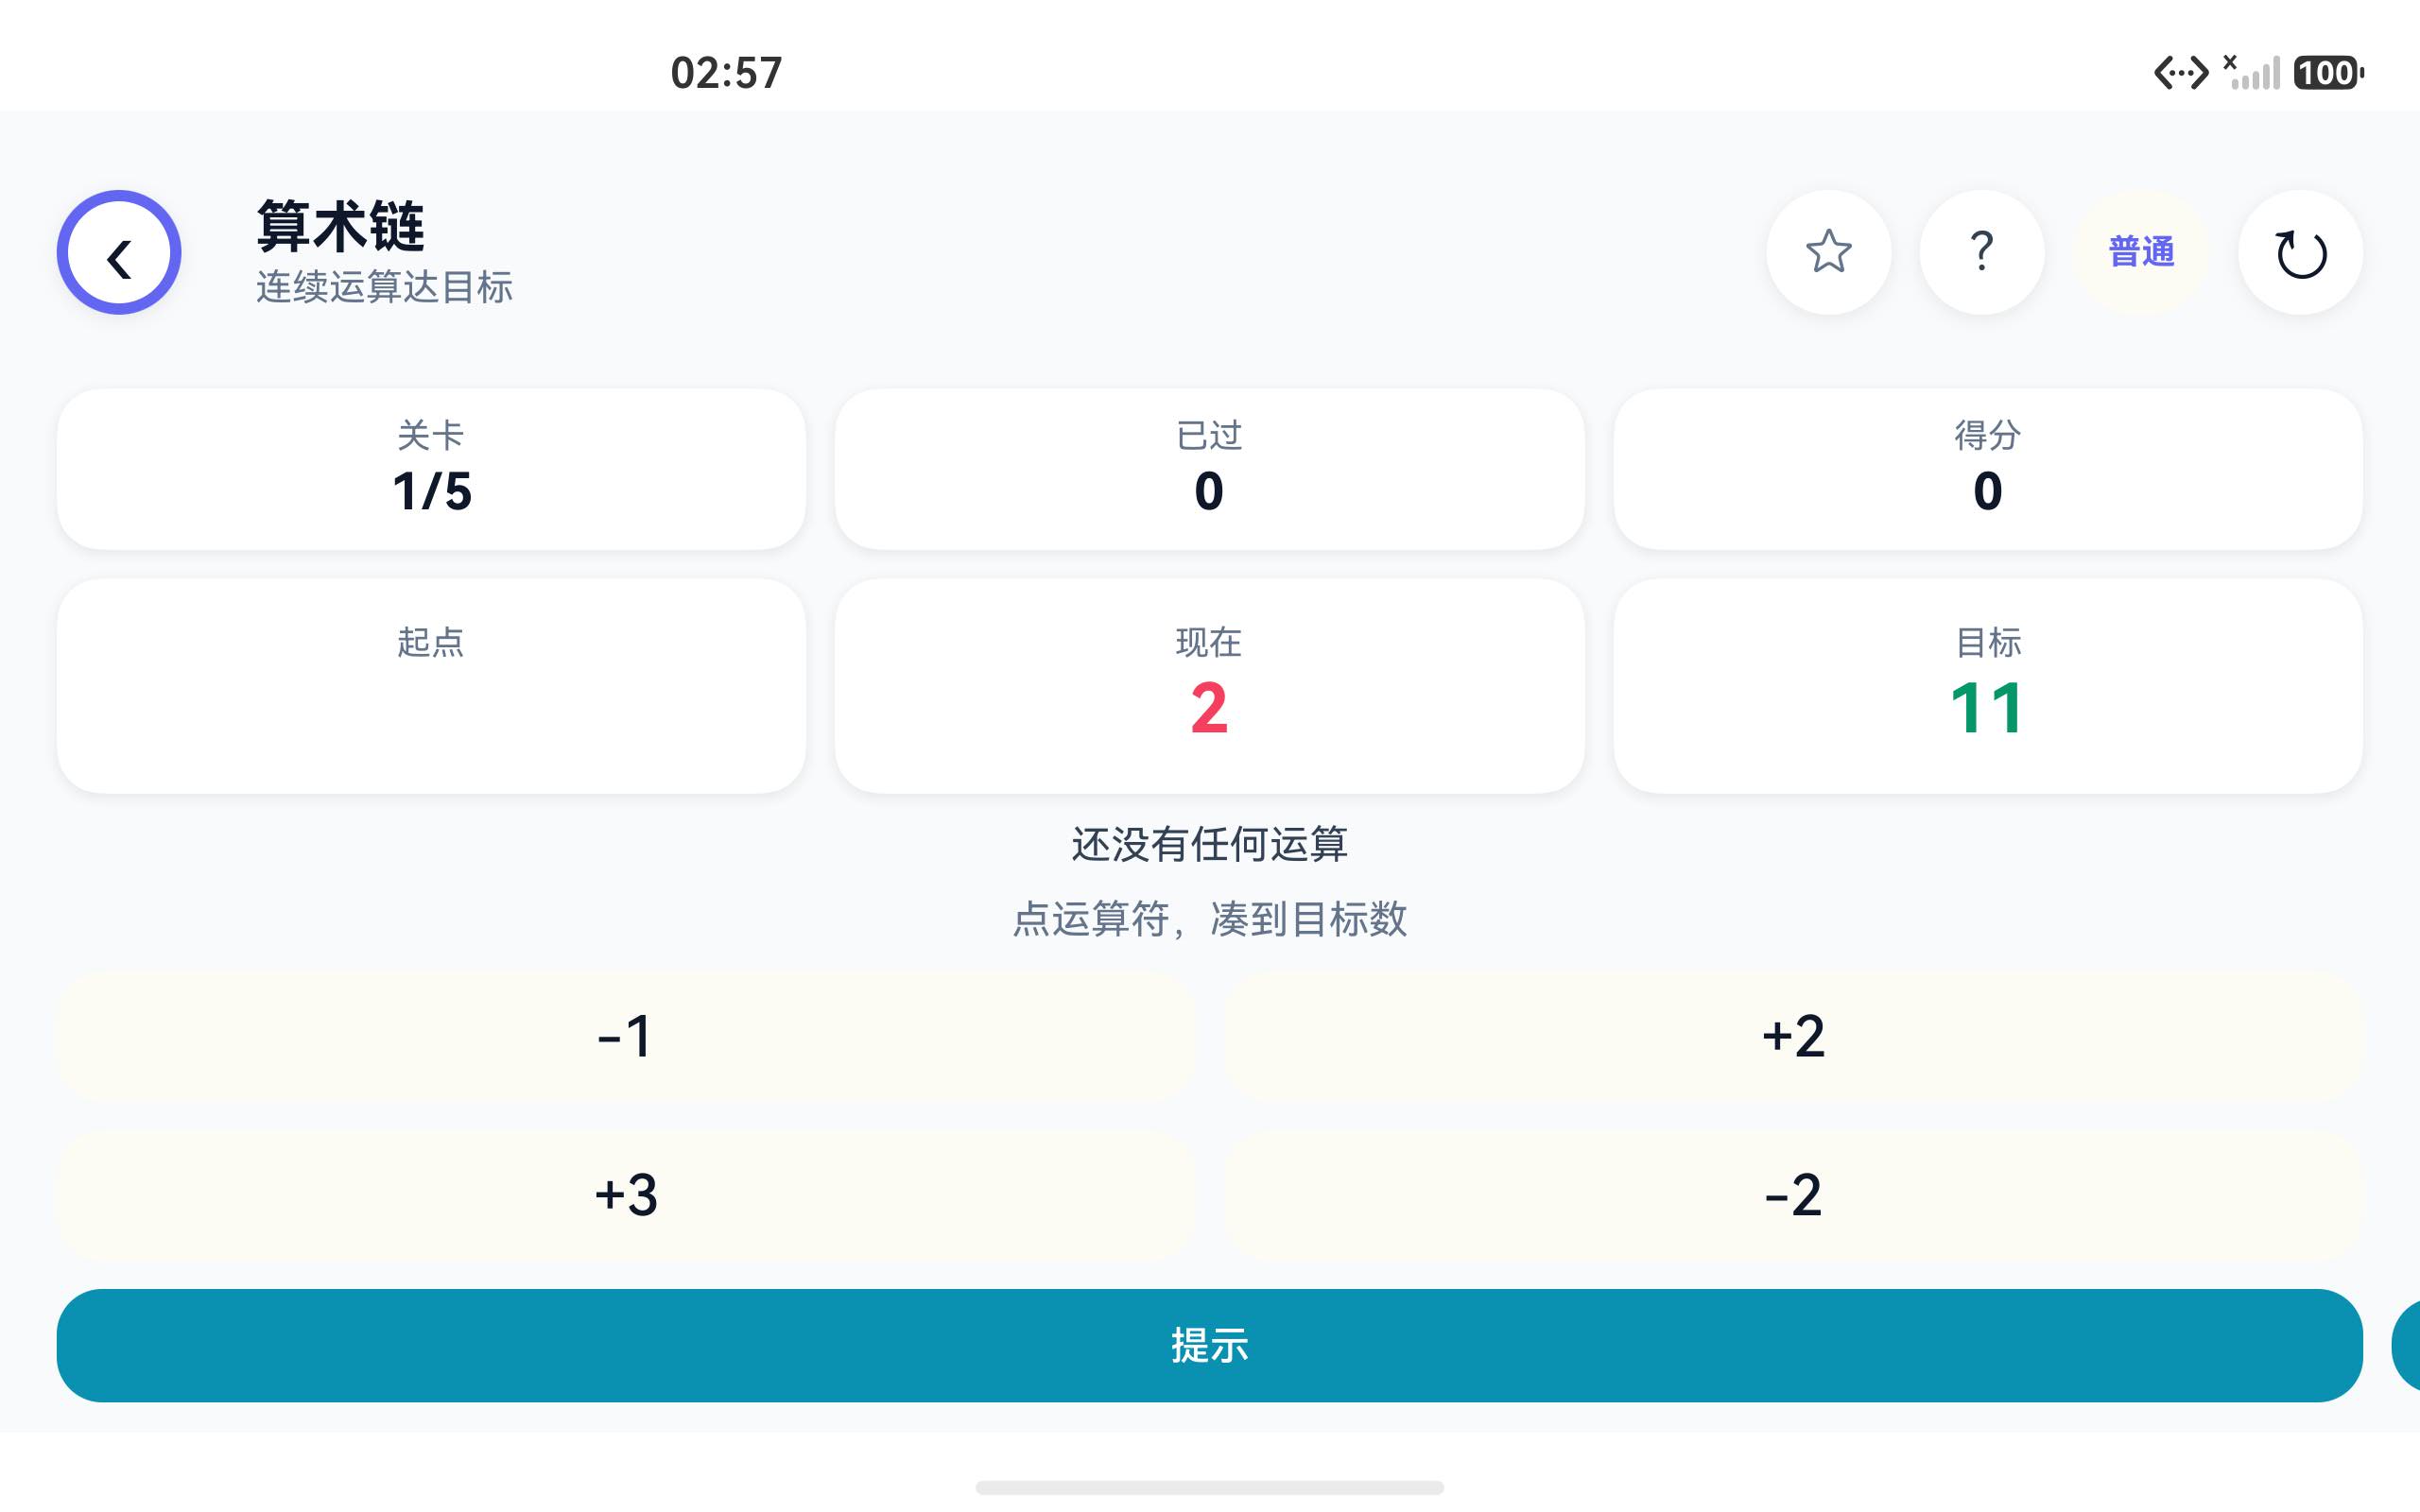 02:57
100
算术链
连续运算达目标
?
普通
关卡
1/5
已过
0
得分
0
起点
现在
2
目标
11
还没有任何运算
点运算符，凑到目标数
−1
+2
+3
−2
提示